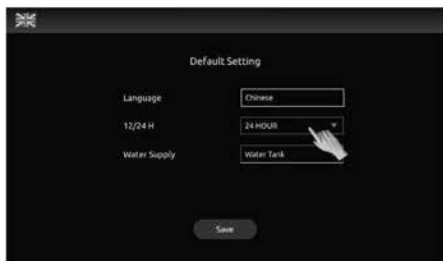 Default Setting
Language Chinese
12/24 H 24 HOUR
Water Supply Water Tank
Save